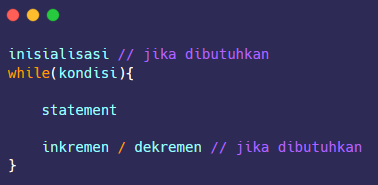 inisialisasi // jika dibutuhkan
while(kondisi){
statement
inkremen / dekremen // jika dibutuhkan
}